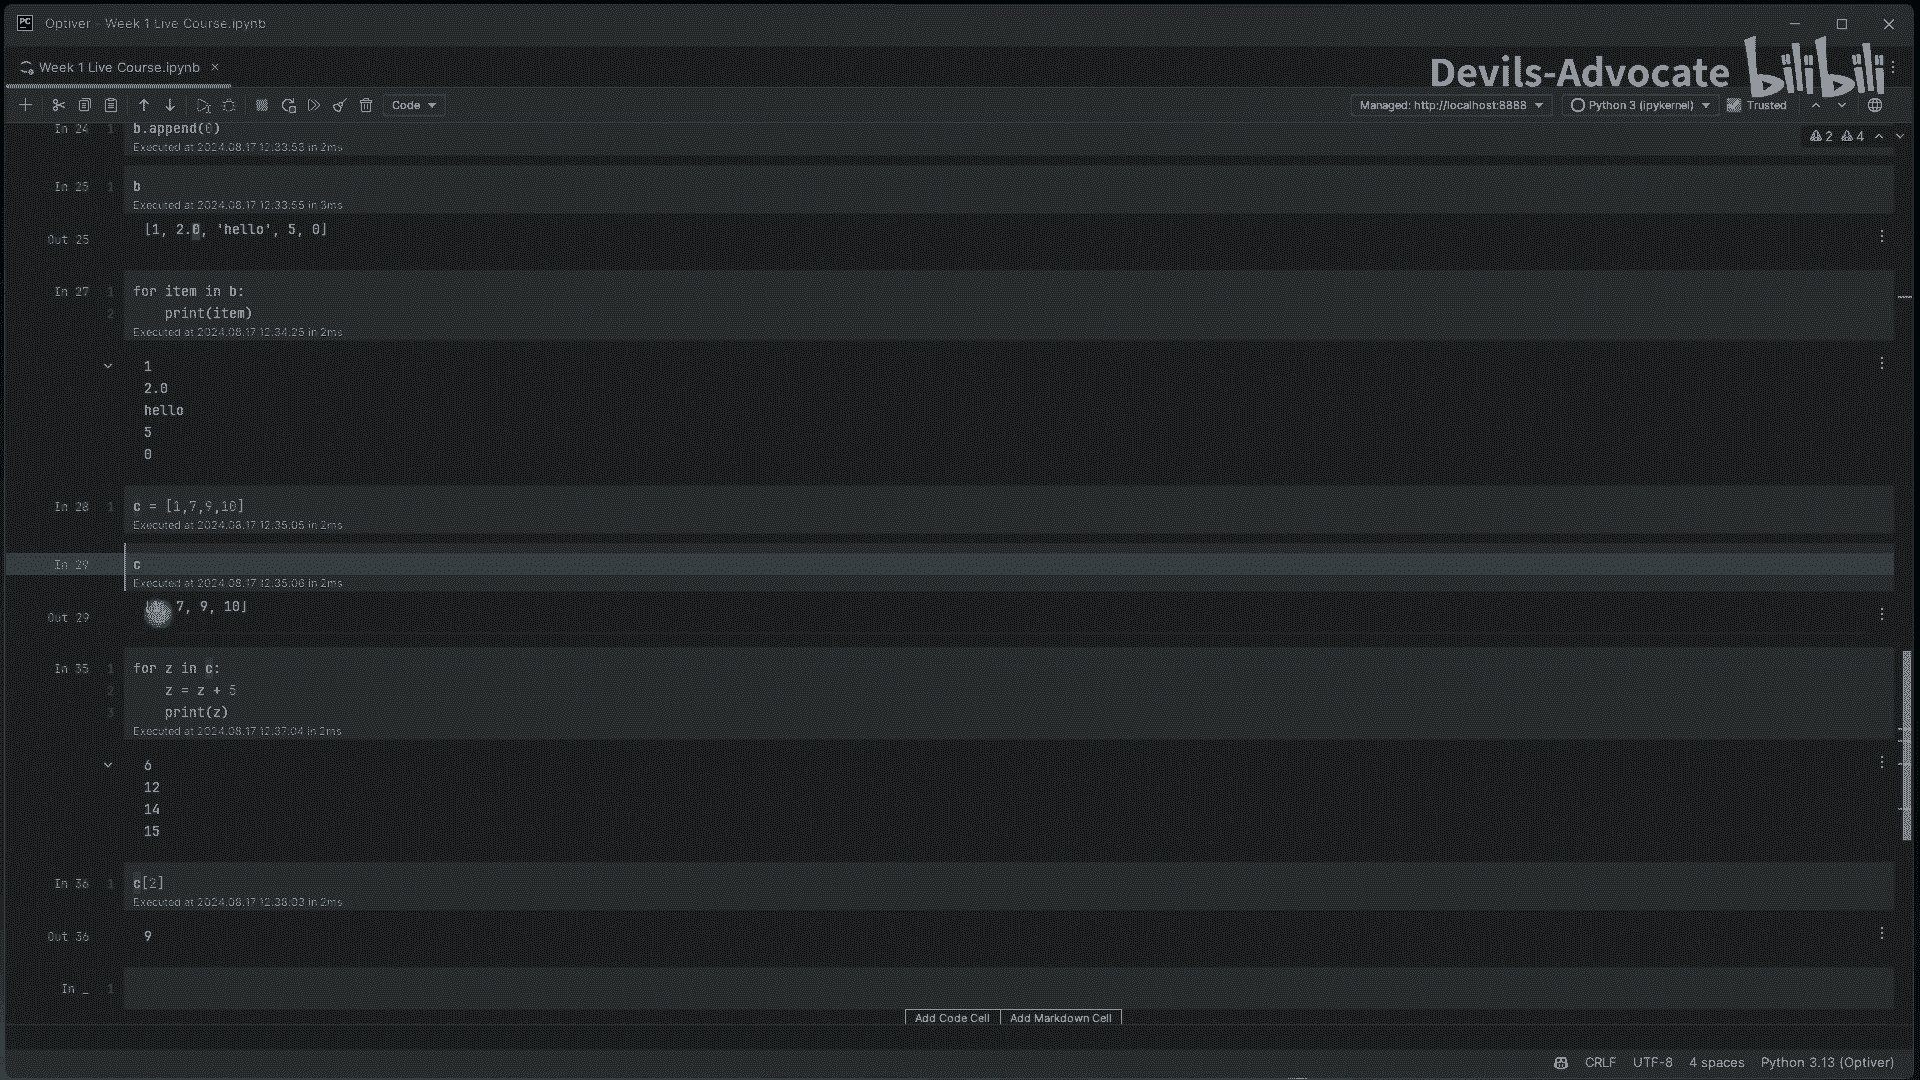 Optiver - Week 1 Live Course.ipynb
Week 1 Live Course.ipynb
Devils-Advocate bilibili
Code
Managed: http://localhost:8888
Python 3 (ipykernel)
Trusted
2 4
In 24 1 b.append(0)
Executed at 2024.08.17 12:33:53 in 2ms
In 25 1 b
Executed at 2024.08.17 12:33:55 in 3ms
Out 25 [1, 2.0, 'hello', 5, 0]
In 27 1 for item in b:
2 print(item)
Executed at 2024.08.17 12:34:25 in 2ms
1
2.0
hello
5
0
In 28 1 c = [1,7,9,10]
Executed at 2024.08.17 12:35:05 in 2ms
In 29 c
Executed at 2024.08.17 12:35:06 in 2ms
Out 29 7, 9, 10]
In 35 1 for z in c:
2 z = z + 5
3 print(z)
Executed at 2024.08.17 12:37:04 in 2ms
6
12
14
15
In 36 1 c[2]
Executed at 2024.08.17 12:38:03 in 2ms
Out 36 9
In _ 1
Add Code Cell Add Markdown Cell
CRLF UTF-8 4 spaces Python 3.13 (Optiver)